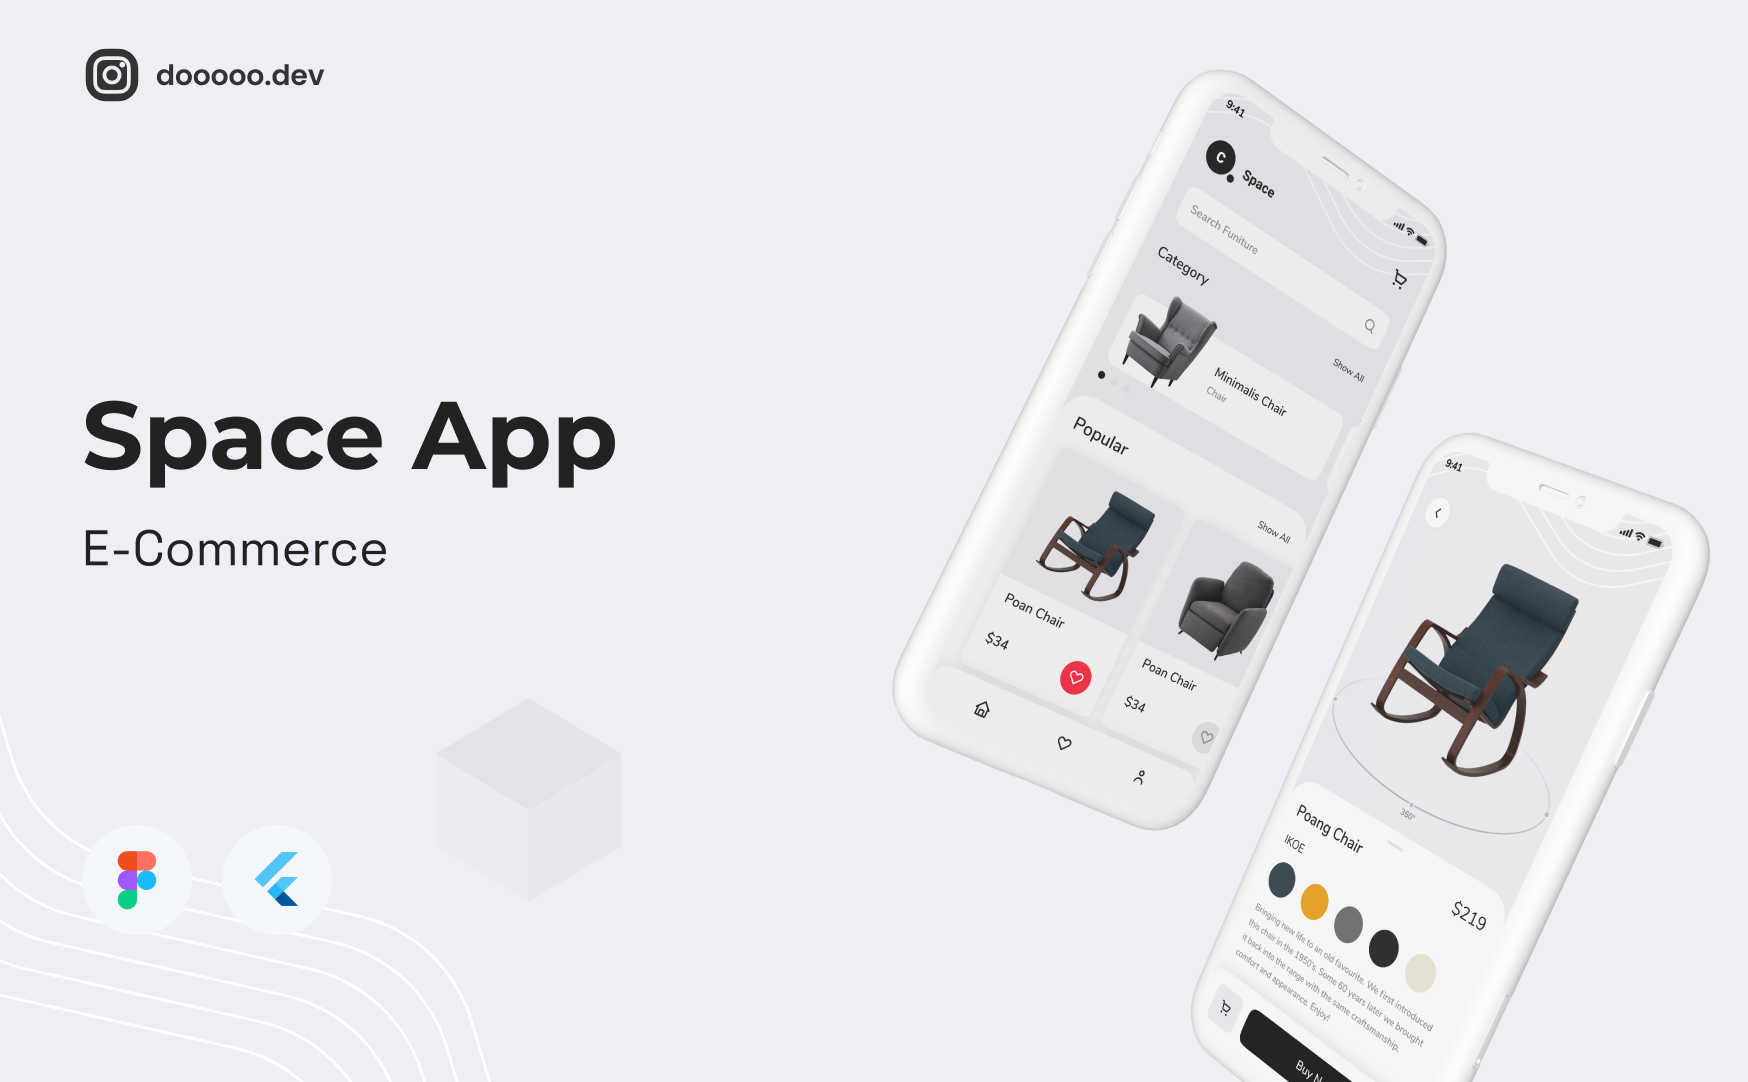 dooooo.dev
Space App
E-Commerce
9:41
C
Space
Search Funiture
Category
Show All
Minimalis Chair
Chair
Popular
Show All
Poan Chair
$34
Poan Chair
$34
9:41
360°
Poang Chair
IKOE
$219
Bringing new life to an old favourite. We first introduced
this chair in the 1950's. Some 60 years later we brought
it back into the range with the same craftsmanship,
comfort and appearance. Enjoy!
Buy